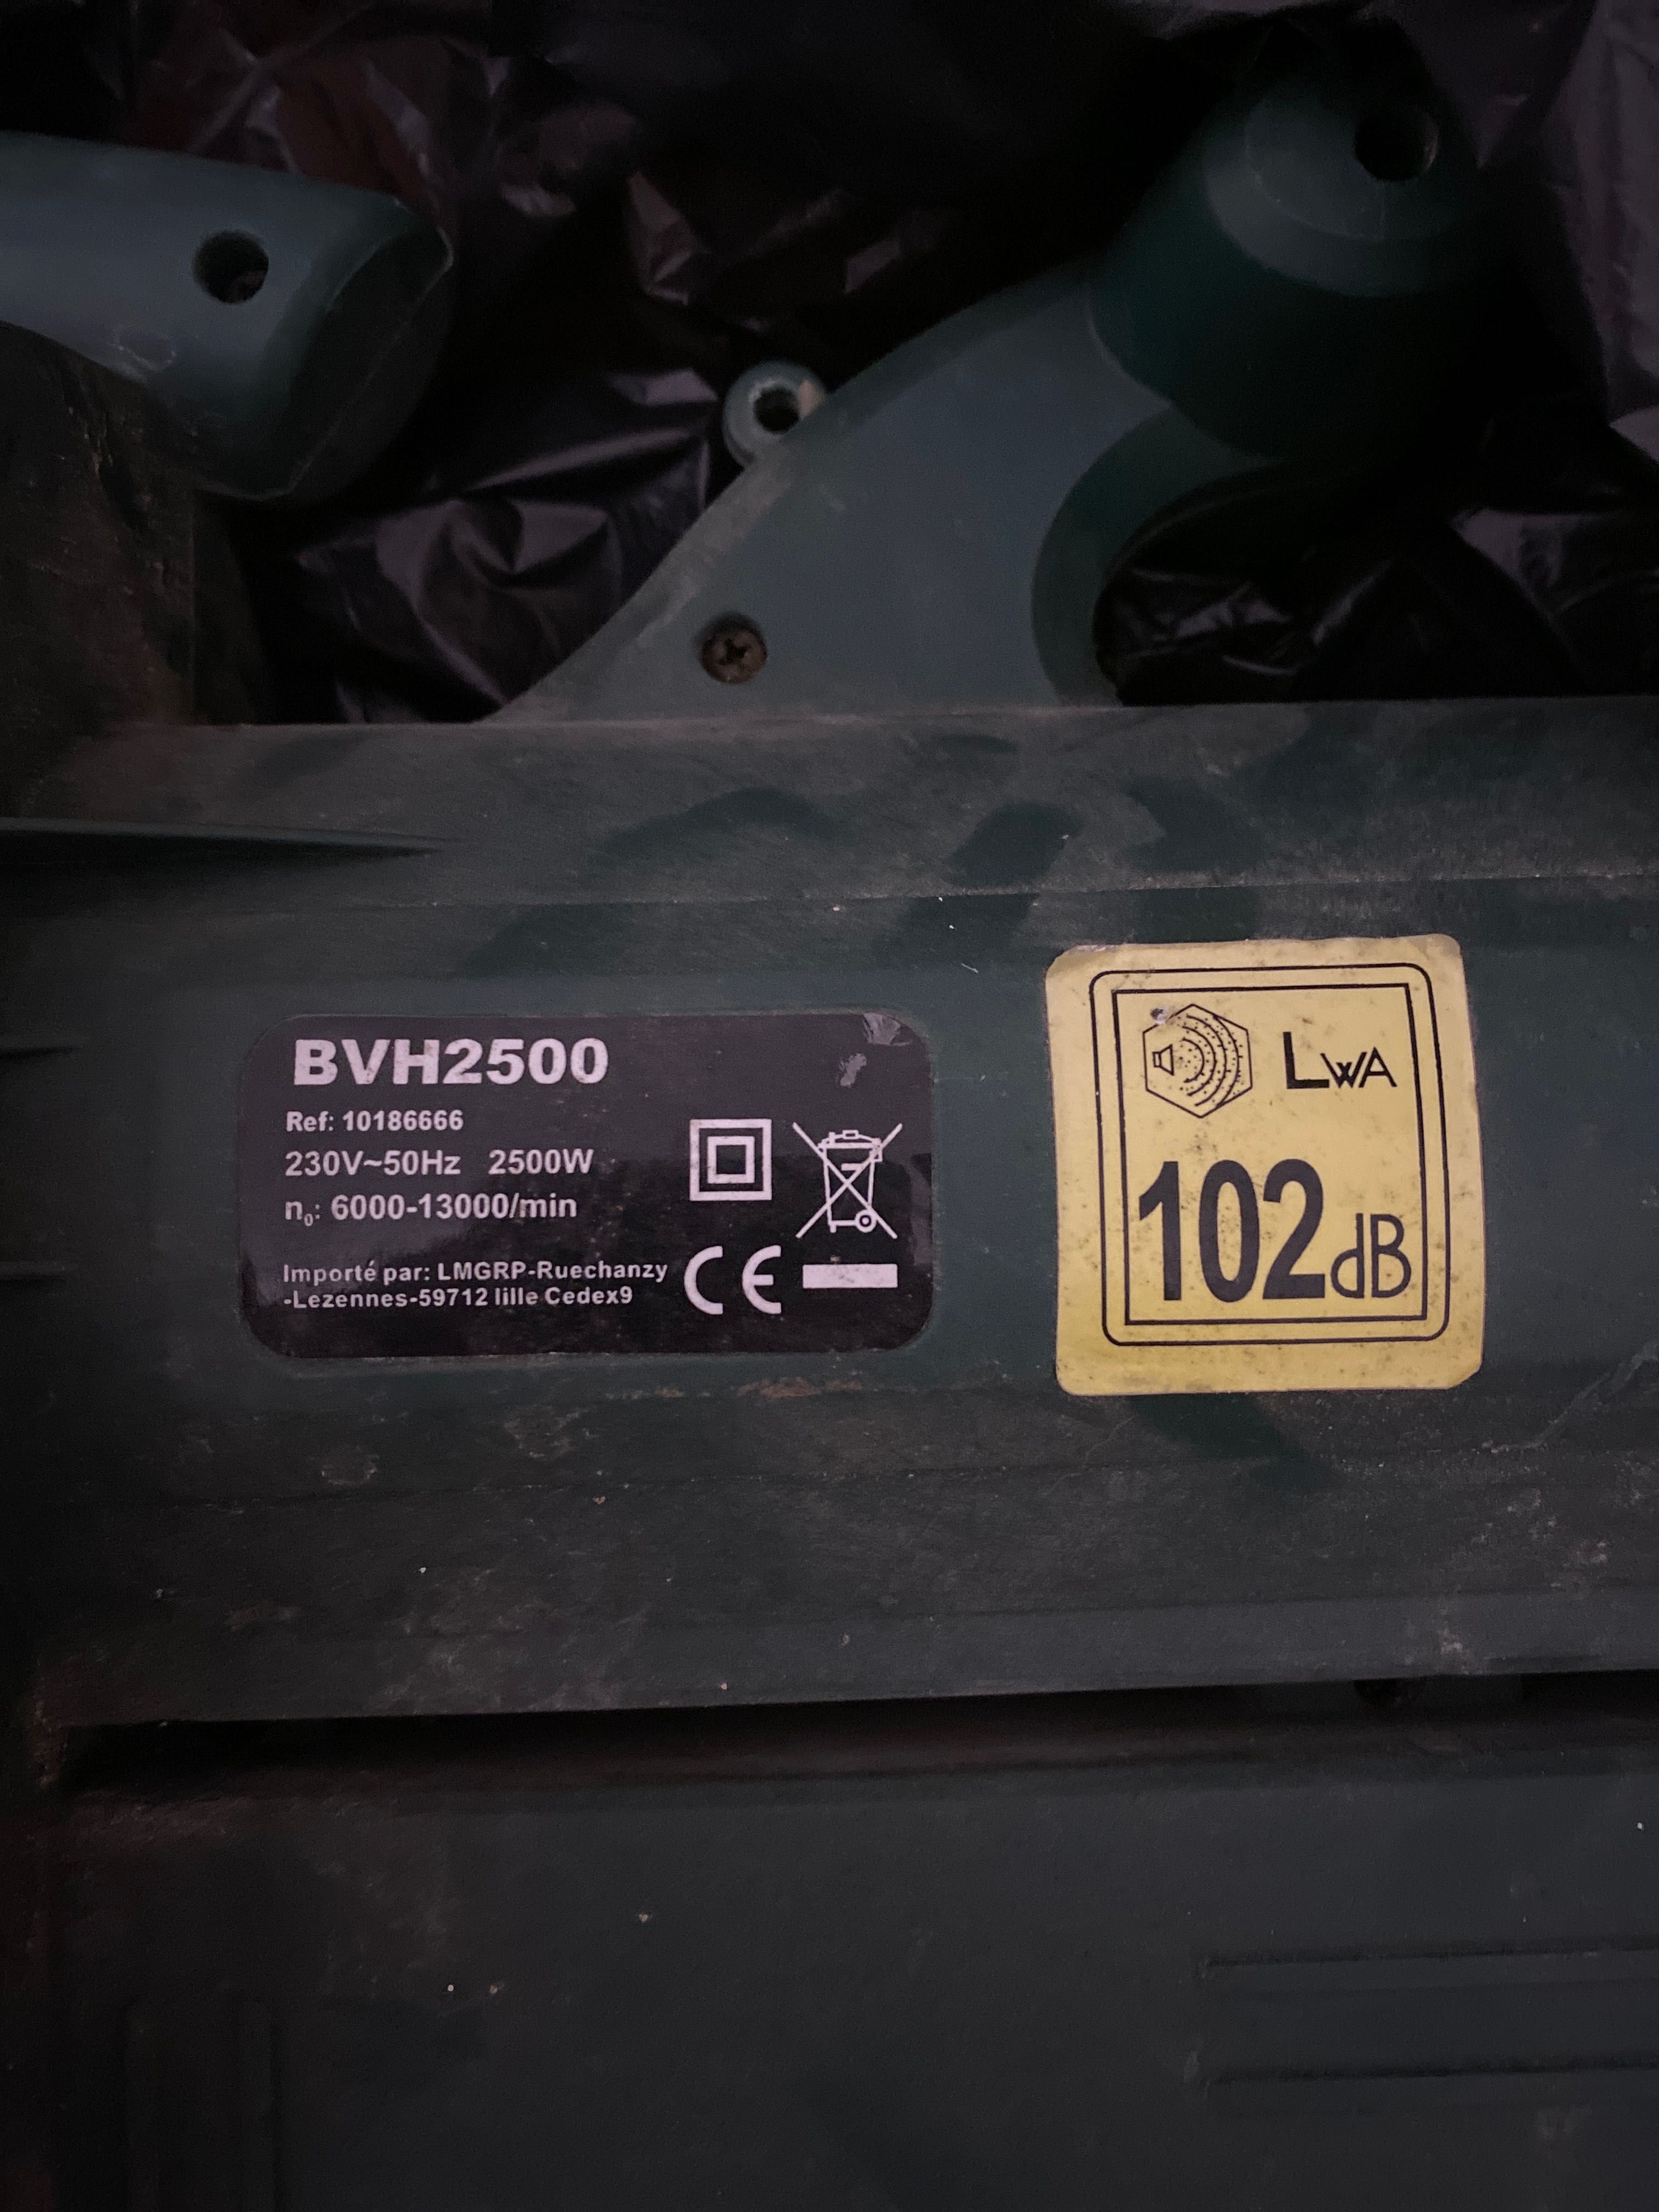 BVH2500
Ref: 10186666
230V~50Hz 2500W
n₀: 6000-13000/min
Importé par: LMGRP-Ruechanzy
-Lezennes-59712 lille Cedex9
CE
LWA
102dB